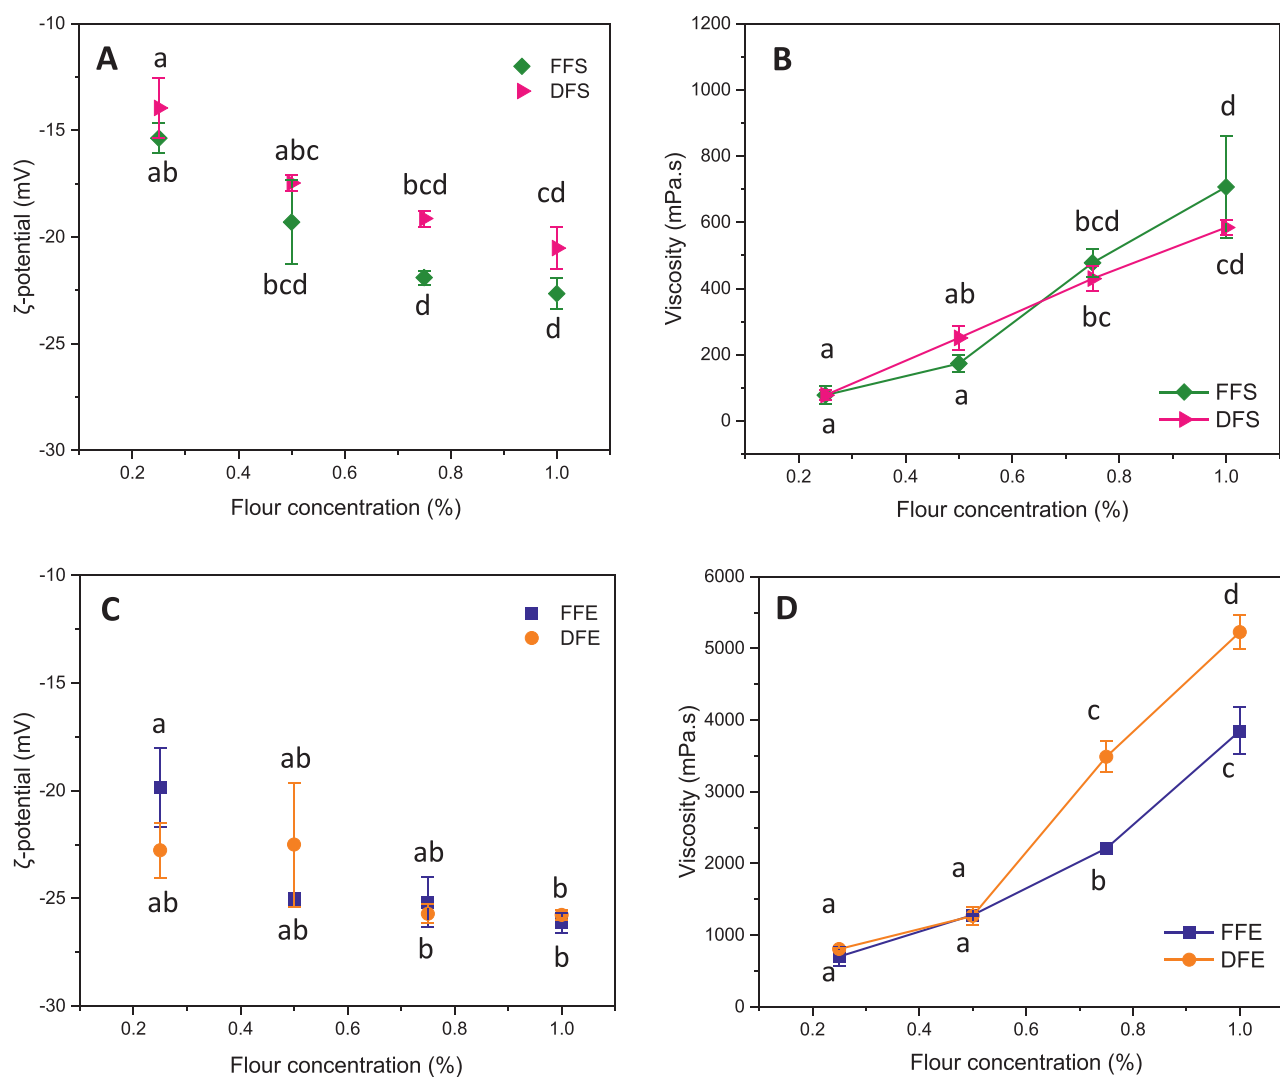 A
FFS
DFS
a
ab
abc
bcd
bcd
d
cd
d
-10
-15
-20
-25
-30
ζ-potential (mV)
0.2 0.4 0.6 0.8 1.0
Flour concentration (%)
B
1200
1000
800
600
400
200
0
Viscosity (mPa.s)
a
a
ab
a
bcd
bc
d
cd
FFS
DFS
0.2 0.4 0.6 0.8 1.0
Flour concentration (%)
C
FFE
DFE
-10
-15
-20
-25
-30
ζ-potential (mV)
a
ab
ab
ab
ab
b
b
b
0.2 0.4 0.6 0.8 1.0
Flour concentration (%)
D
6000
5000
4000
3000
2000
1000
0
Viscosity (mPa.s)
a
a
a
a
c
b
d
c
FFE
DFE
0.2 0.4 0.6 0.8 1.0
Flour concentration (%)